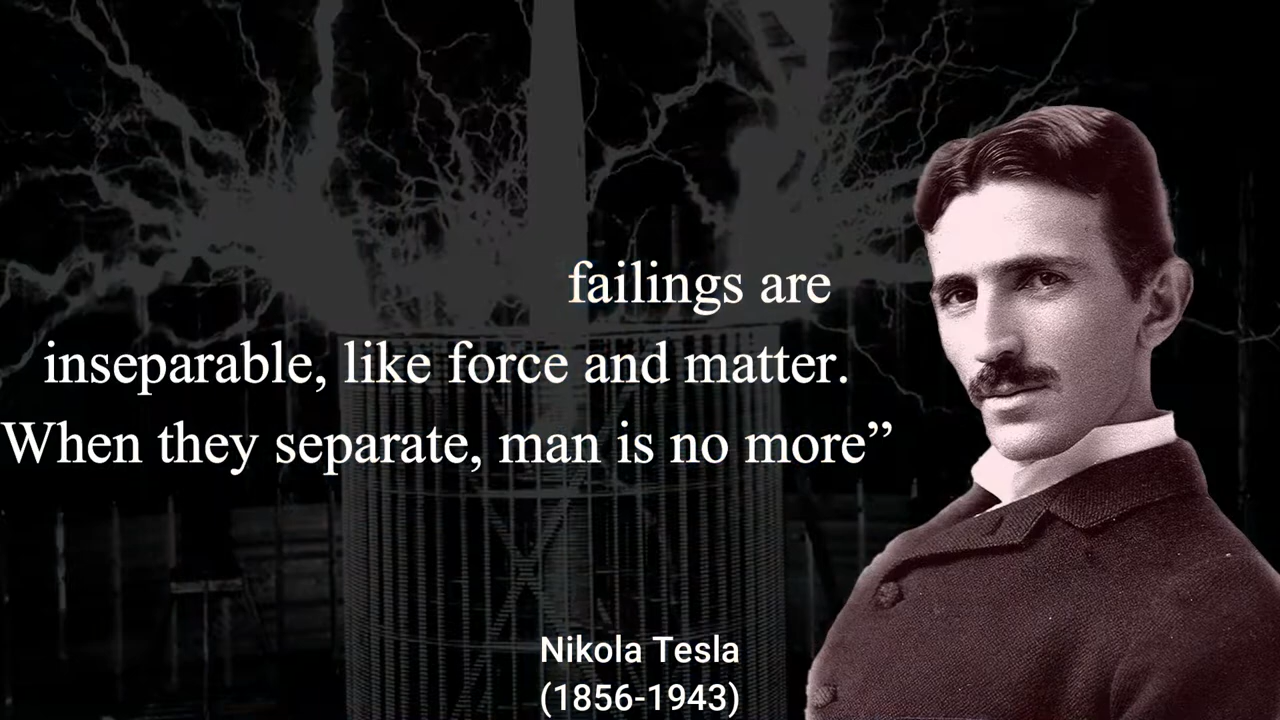 failings are
inseparable, like force and matter.
When they separate, man is no more”
Nikola Tesla
(1856-1943)